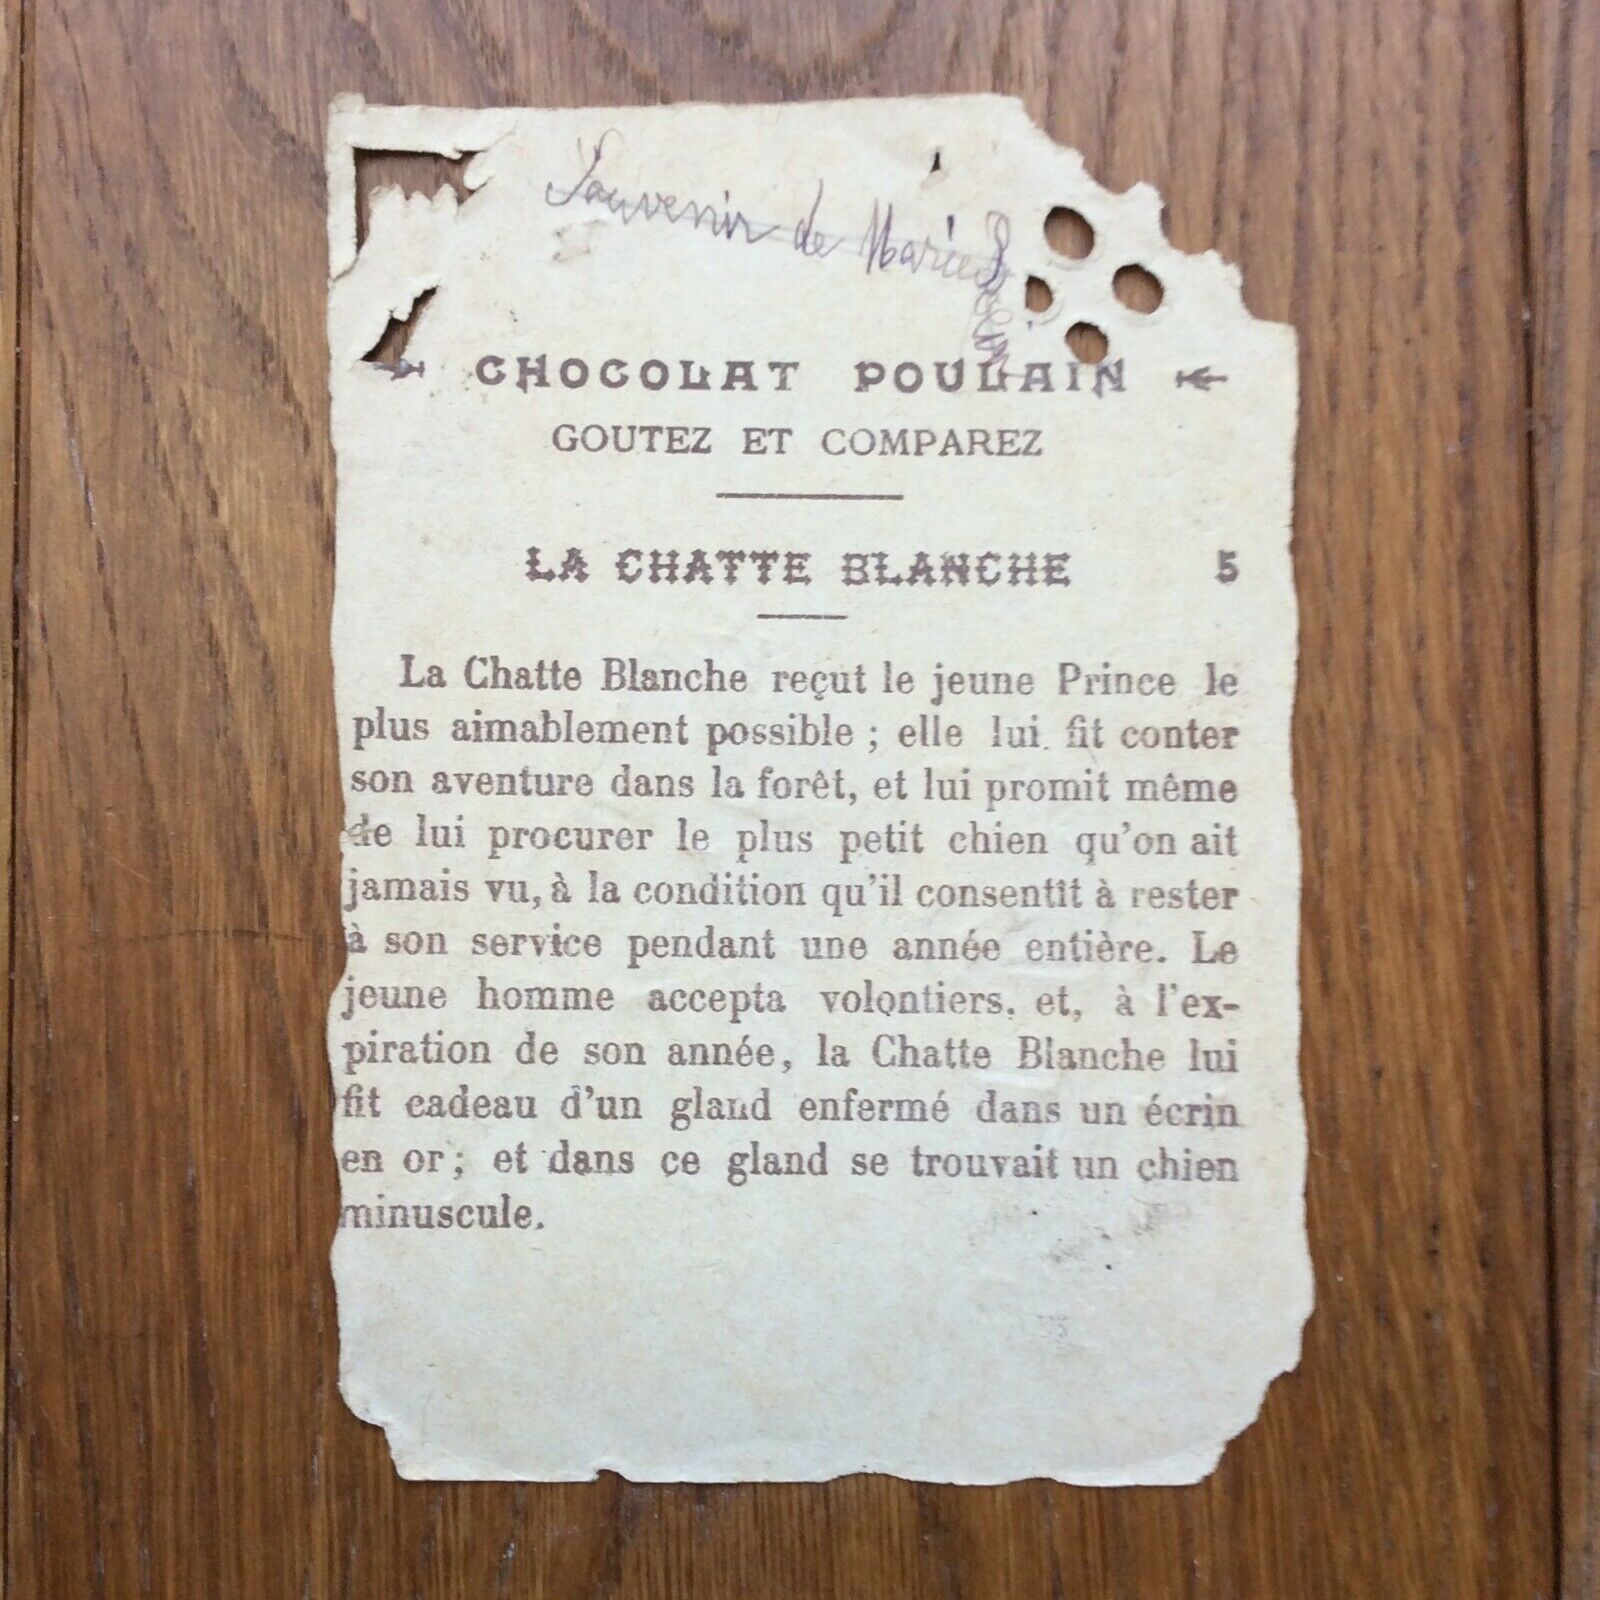 Souvenir de Marie
CHOCOLAT POULAIN
GOUTEZ ET COMPAREZ
LA CHATTE BLANCHE 5
La Chatte Blanche reçut le jeune Prince le
plus aimablement possible ; elle lui fit conter
son aventure dans la forêt, et lui promit même
de lui procurer le plus petit chien qu'on ait
jamais vu, à la condition qu'il consentît à rester
à son service pendant une année entière. Le
jeune homme accepta volontiers, et, à l'ex-
piration de son année, la Chatte Blanche lui
fit cadeau d'un gland enfermé dans un écrin
en or ; et dans ce gland se trouvait un chien
minuscule.